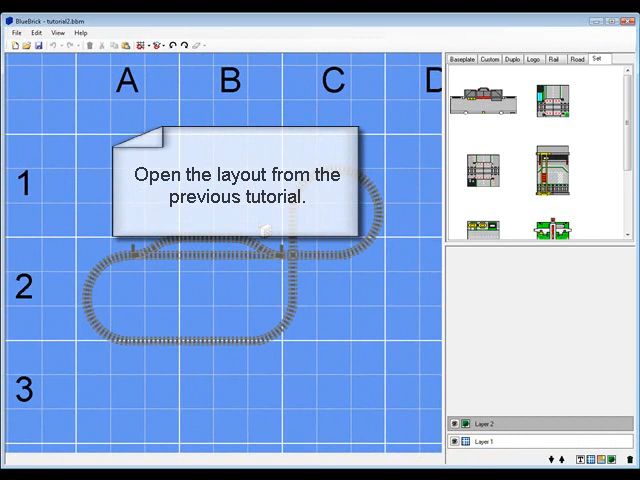 BlueBrick - tutorial2.bbm
File Edit View Help
Baseplate Custom Duplo Logo Rail Road Set
A B C D
1
Open the layout from the
previous tutorial.
2
3
Layer 2
Layer 1